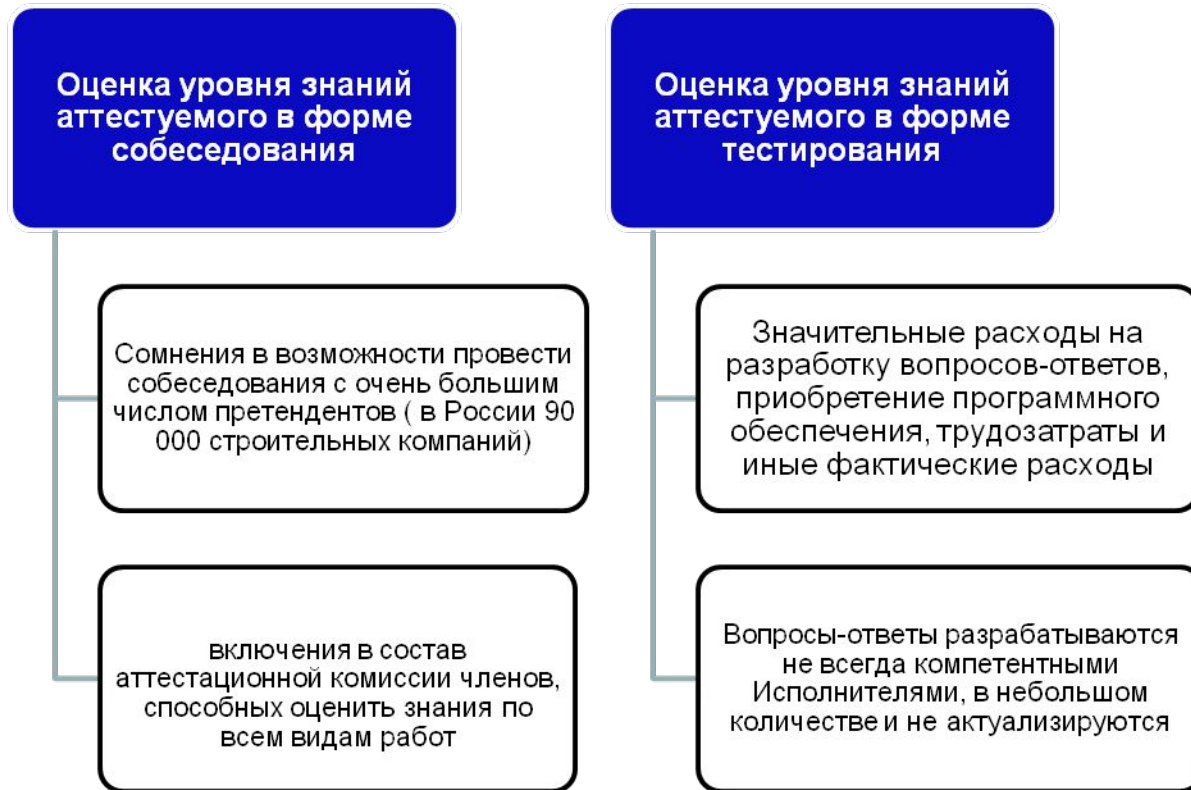 Оценка уровня знаний
аттестуемого в форме
собеседования
Сомнения в возможности провести
собеседования с очень большим
числом претендентов ( в России 90
000 строительных компаний)
включения в состав
аттестационной комиссии членов,
способных оценить знания по
всем видам работ
Оценка уровня знаний
аттестуемого в форме
тестирования
Значительные расходы на
разработку вопросов-ответов,
приобретение программного
обеспечения, трудозатраты и
иные фактические расходы
Вопросы-ответы разрабатываются
не всегда компетентными
Исполнителями, в небольшом
количестве и не актуализируются